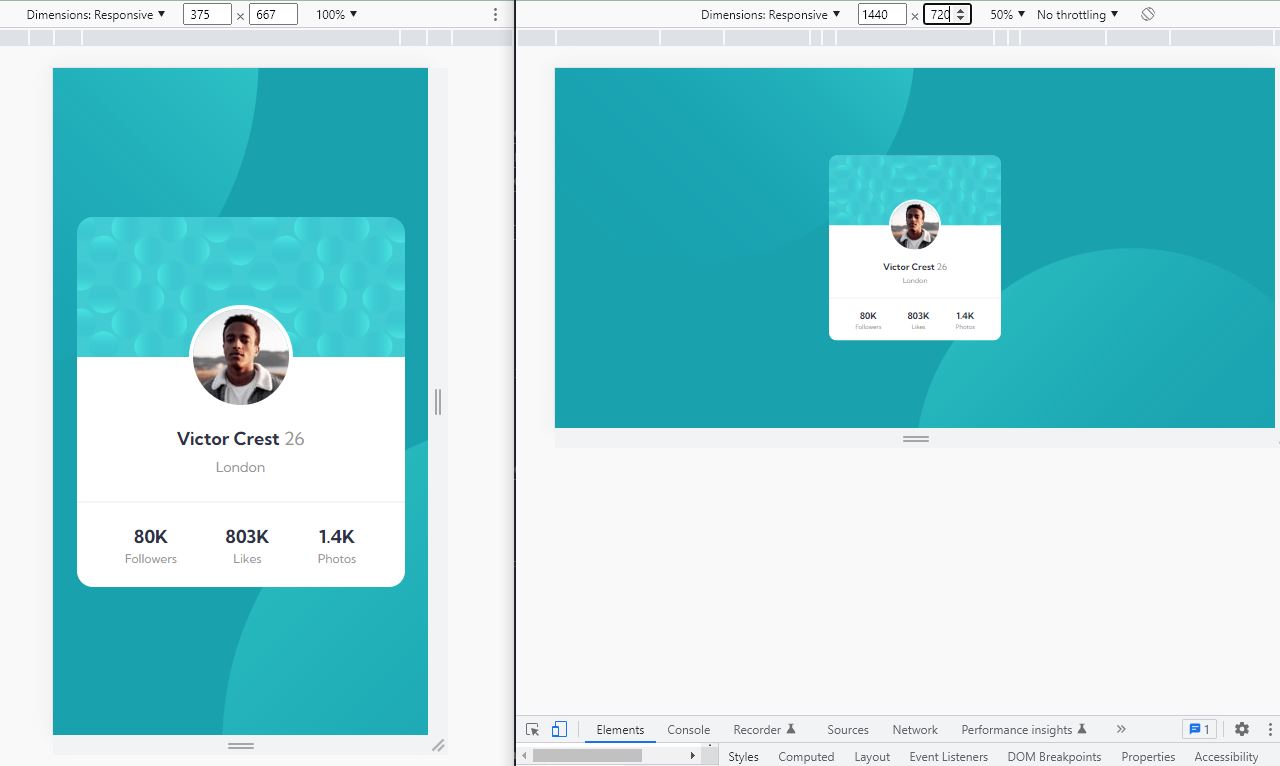 Dimensions: Responsive ▼ 375 × 667 100% ▼
Victor Crest 26
London
80K 803K 1.4K
Followers Likes Photos
Dimensions: Responsive ▼ 1440 × 720 50% ▼ No throttling ▼
Victor Crest 26
London
80K 803K 1.4K
Followers Likes Photos
Elements Console Recorder Sources Network Performance insights » 1
Styles Computed Layout Event Listeners DOM Breakpoints Properties Accessibility